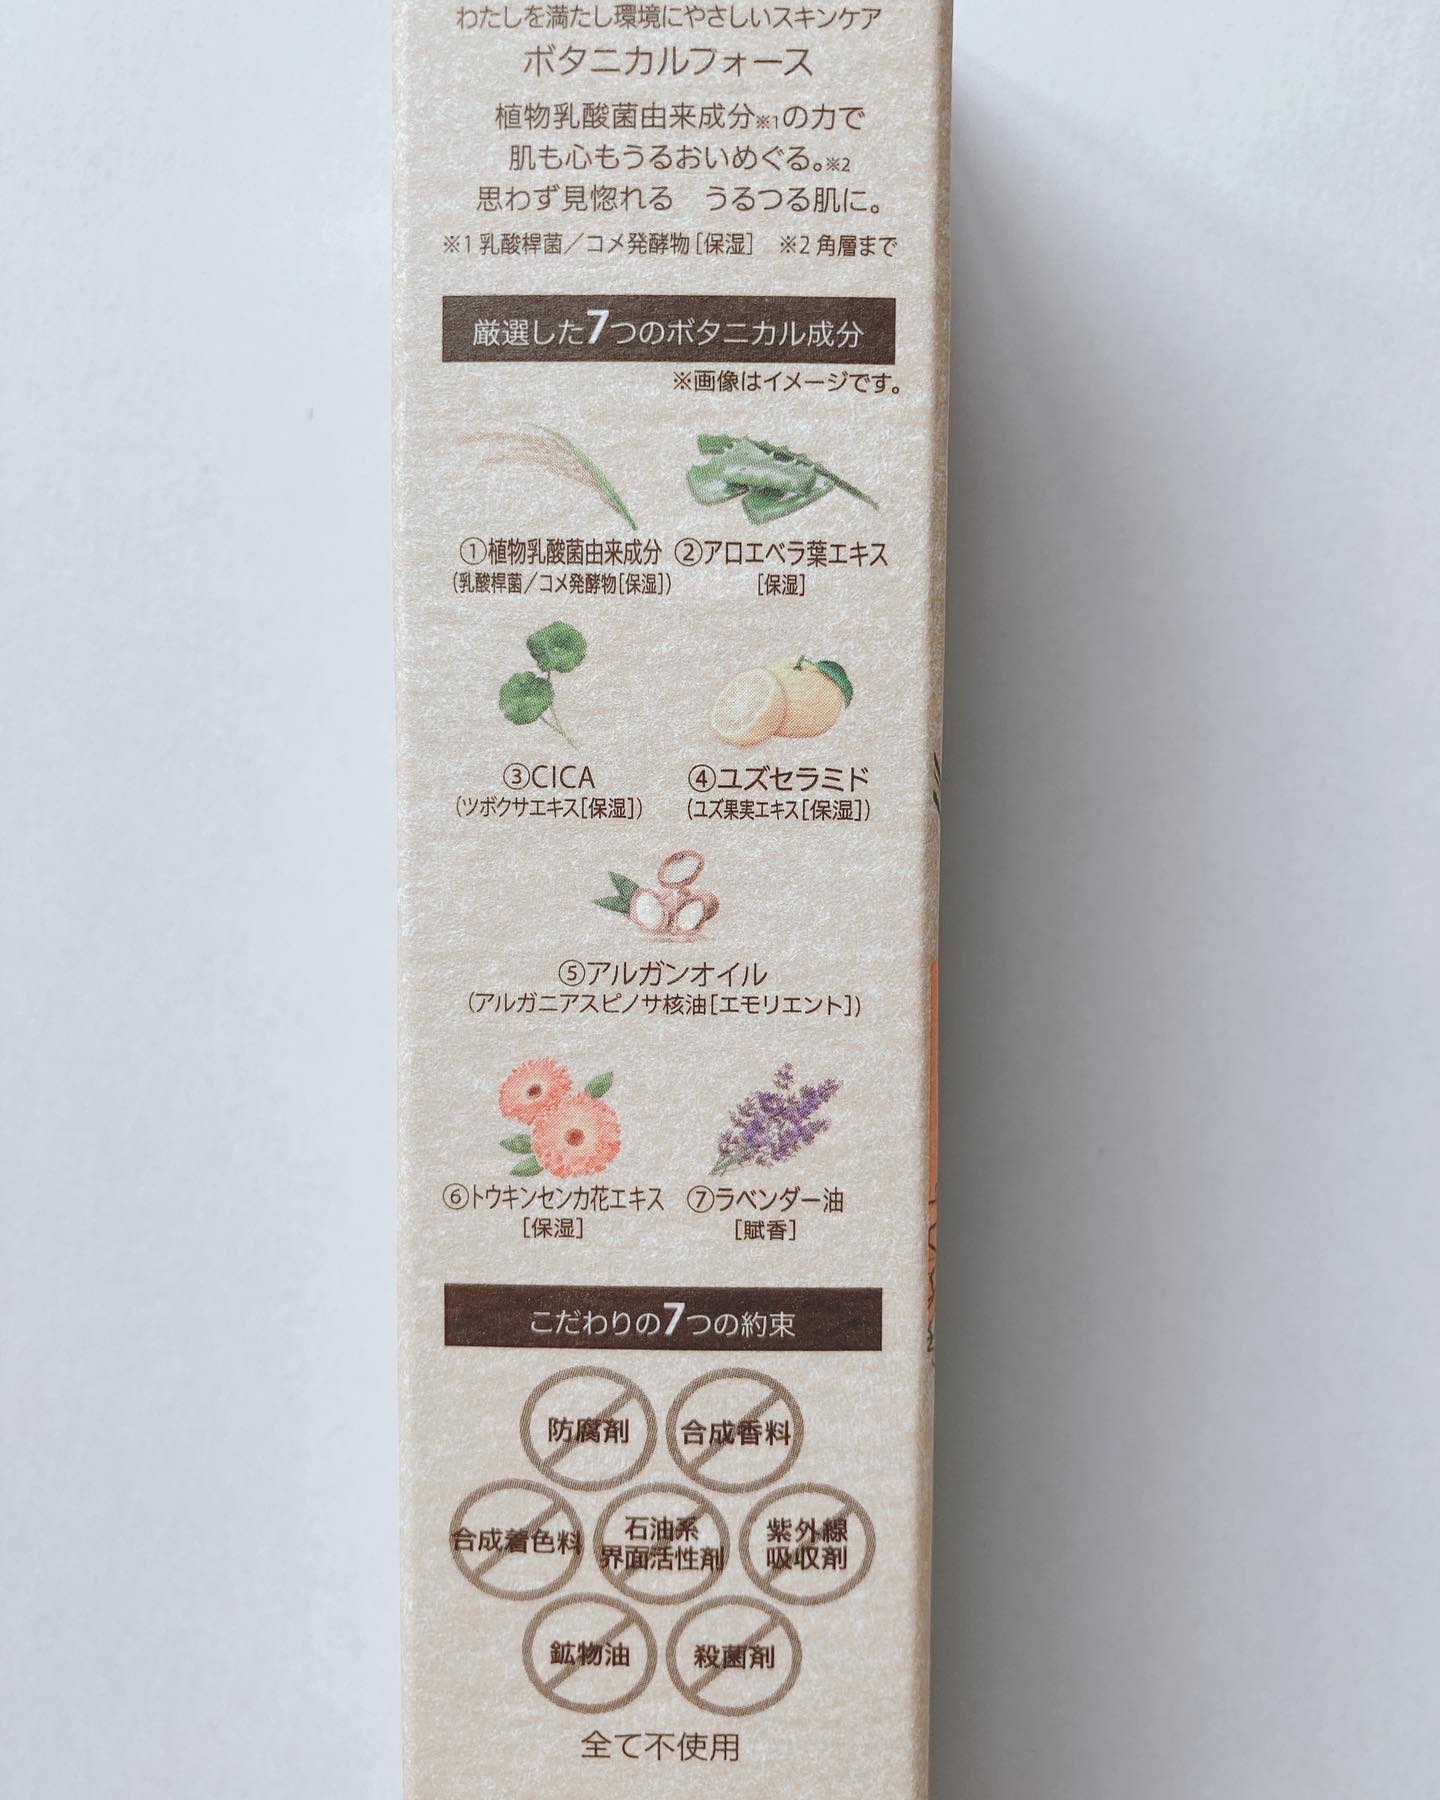 わたしを満たし環境にやさしいスキンケア
ボタニカルフォース
植物乳酸菌由来成分※1の力で
肌も心もうるおいめぐる。※2
思わず見惚れる　うるつる肌に。
※1 乳酸桿菌／コメ発酵物［保湿］　※2 角層まで
厳選した7つのボタニカル成分
※画像はイメージです。
①植物乳酸菌由来成分
（乳酸桿菌／コメ発酵物［保湿］）
②アロエベラ葉エキス
［保湿］
③CICA
（ツボクサエキス［保湿］）
④ユズセラミド
（ユズ果実エキス［保湿］）
⑤アルガンオイル
（アルガニアスピノサ核油［エモリエント］）
⑥トウキンセンカ花エキス
［保湿］
⑦ラベンダー油
［賦香］
こだわりの7つの約束
防腐剤
合成香料
合成着色料
石油系
界面活性剤
紫外線
吸収剤
鉱物油
殺菌剤
全て不使用